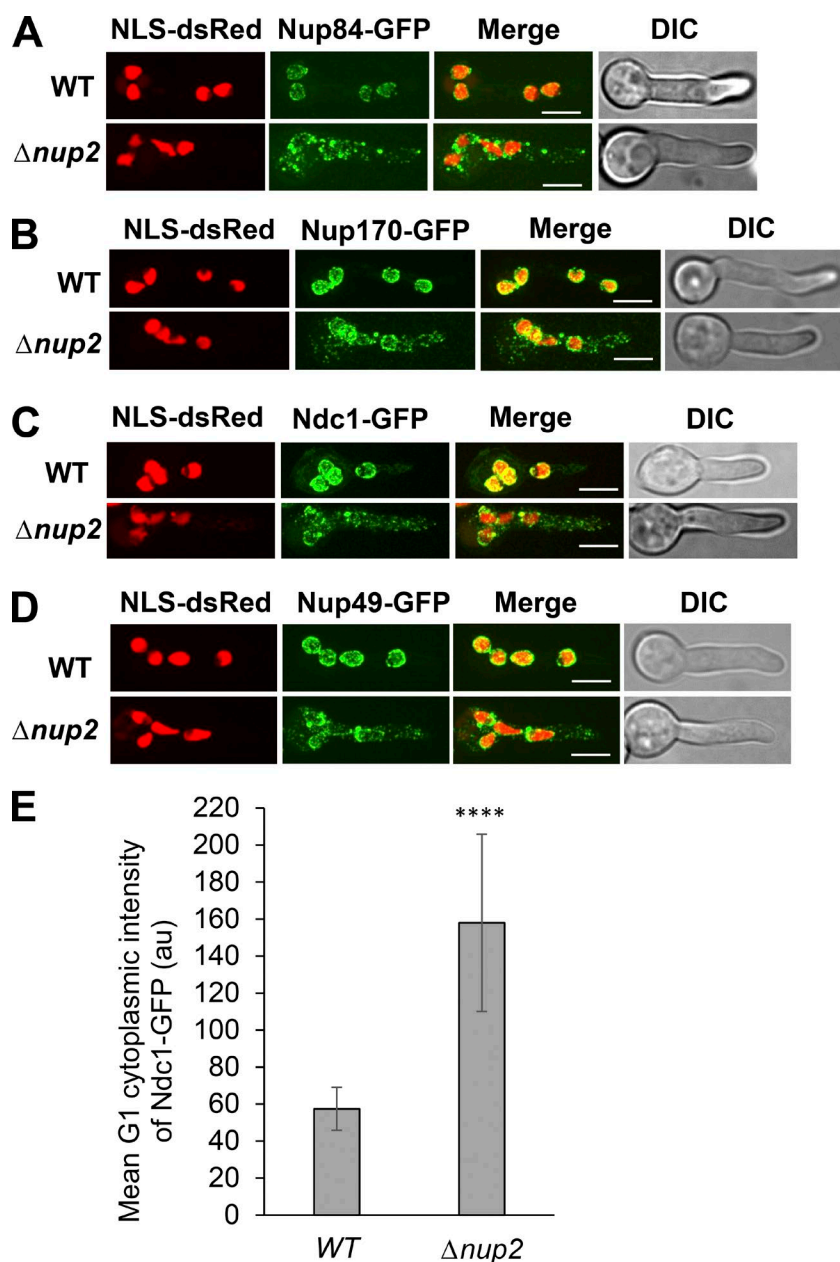 A
NLS-dsRed Nup84-GFP Merge DIC
WT
Δnup2
B
NLS-dsRed Nup170-GFP Merge DIC
WT
Δnup2
C
NLS-dsRed Ndc1-GFP Merge DIC
WT
Δnup2
D
NLS-dsRed Nup49-GFP Merge DIC
WT
Δnup2
E
Mean G1 cytoplasmic intensity
of Ndc1-GFP (au)
220
200
180
160
140
120
100
80
60
40
20
0
****
WT Δnup2